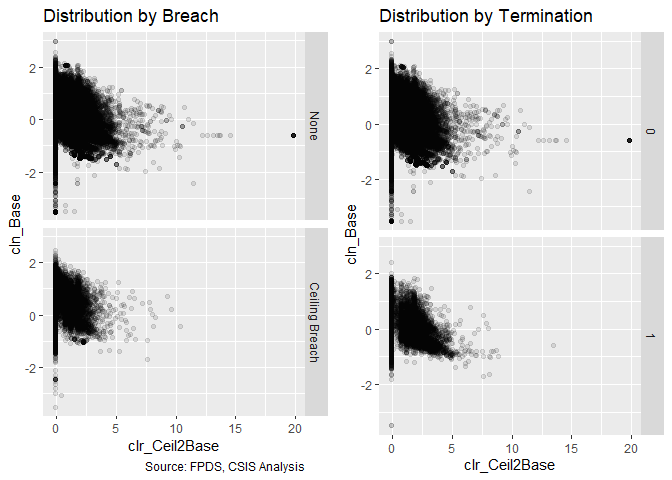 Distribution by Breach
cln_Base
2
0
-2
None
2
0
-2
Ceiling Breach
0
5
10
15
20
clr_Ceil2Base
Source: FPDS, CSIS Analysis
Distribution by Termination
cln_Base
2
0
-2
0
2
0
-2
1
0
5
10
15
20
clr_Ceil2Base